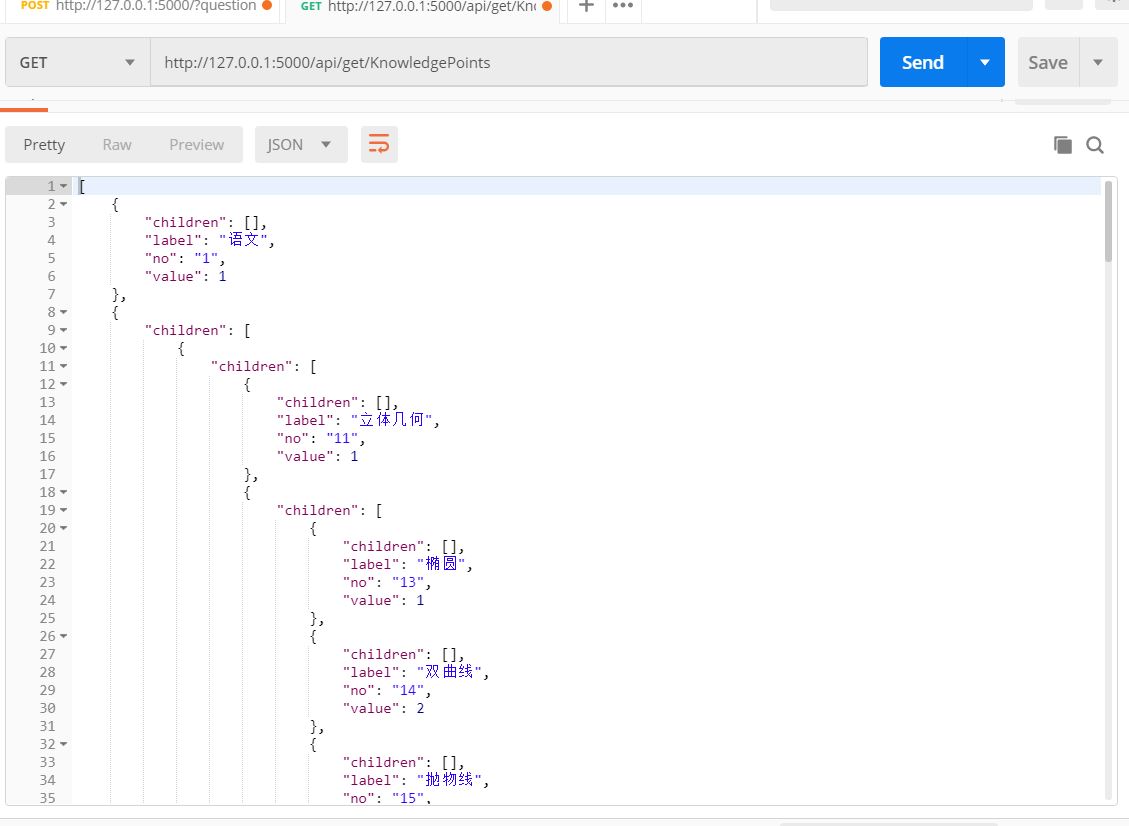 POST http://127.0.0.1:5000/?question
GET http://127.0.0.1:5000/api/get/Knc
GET http://127.0.0.1:5000/api/get/KnowledgePoints Send Save
Pretty Raw Preview JSON
1 [
2 {
3 "children": [],
4 "label": "语文",
5 "no": "1",
6 "value": 1
7 },
8 {
9 "children": [
10 {
11 "children": [
12 {
13 "children": [],
14 "label": "立体几何",
15 "no": "11",
16 "value": 1
17 },
18 {
19 "children": [
20 {
21 "children": [],
22 "label": "椭圆",
23 "no": "13",
24 "value": 1
25 },
26 {
27 "children": [],
28 "label": "双曲线",
29 "no": "14",
30 "value": 2
31 },
32 {
33 "children": [],
34 "label": "抛物线",
35 "no": "15",